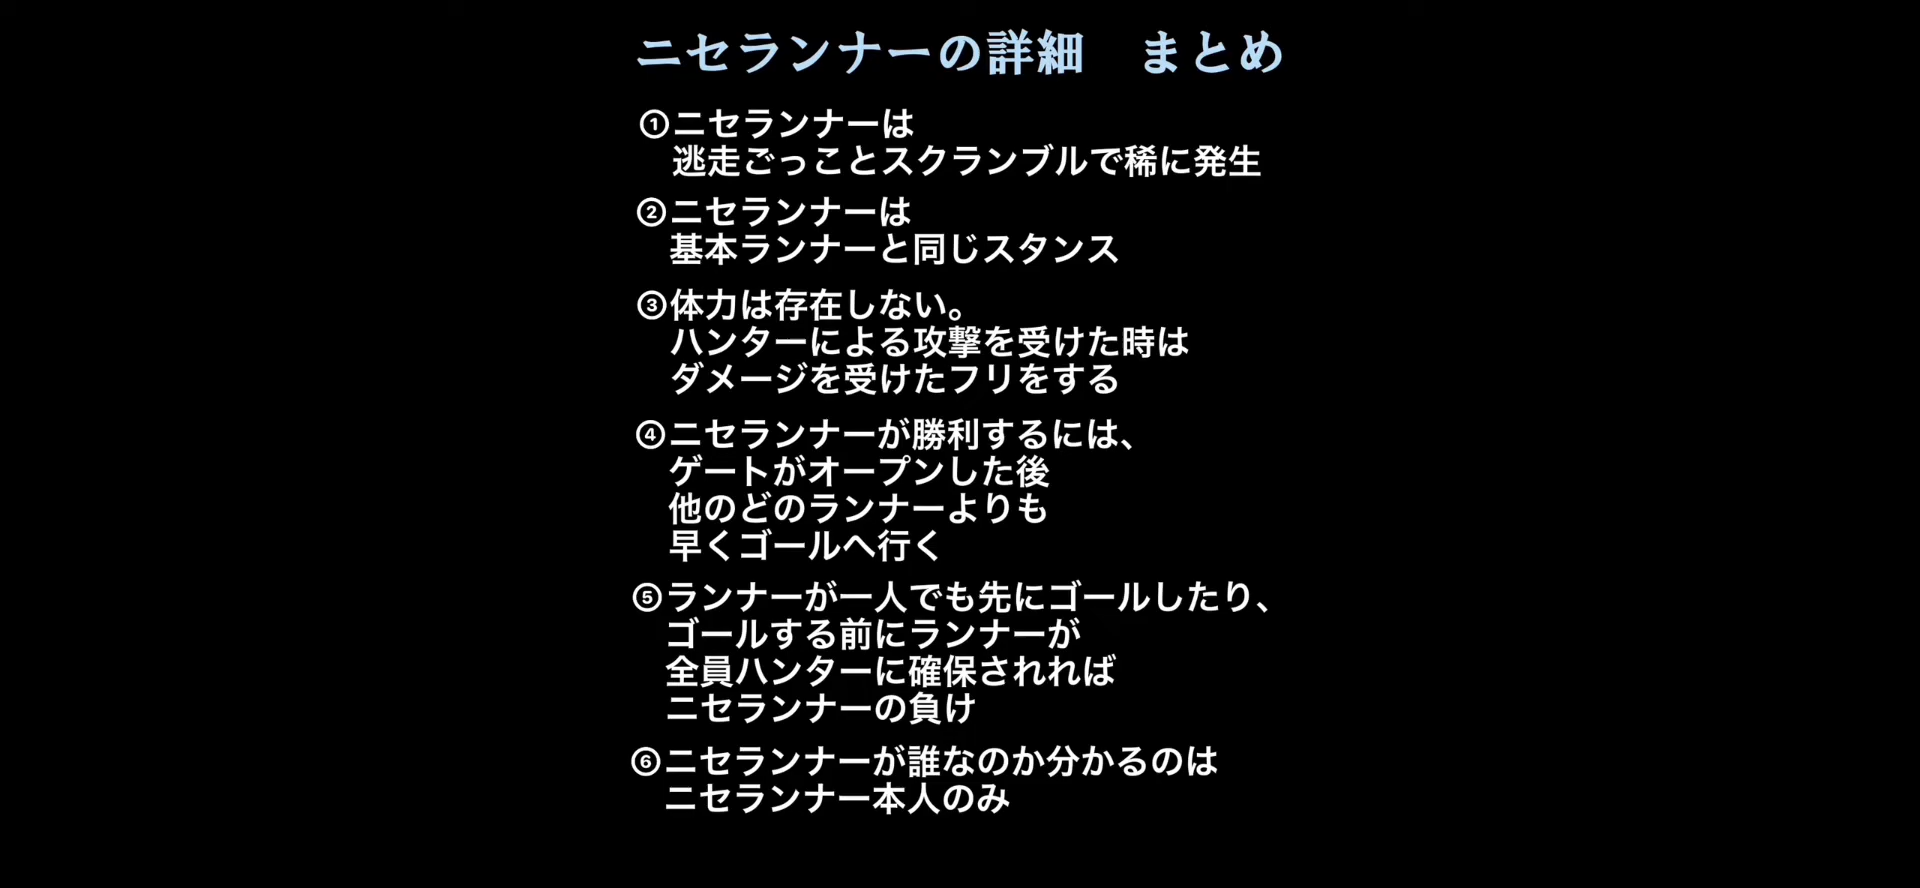 ニセランナーの詳細　まとめ
①ニセランナーは
逃走ごっことスクランブルで稀に発生
②ニセランナーは
基本ランナーと同じスタンス
③体力は存在しない。
ハンターによる攻撃を受けた時は
ダメージを受けたフリをする
④ニセランナーが勝利するには、
ゲートがオープンした後
他のどのランナーよりも
早くゴールへ行く
⑤ランナーが一人でも先にゴールしたり、
ゴールする前にランナーが
全員ハンターに確保されれば
ニセランナーの負け
⑥ニセランナーが誰なのか分かるのは
ニセランナー本人のみ